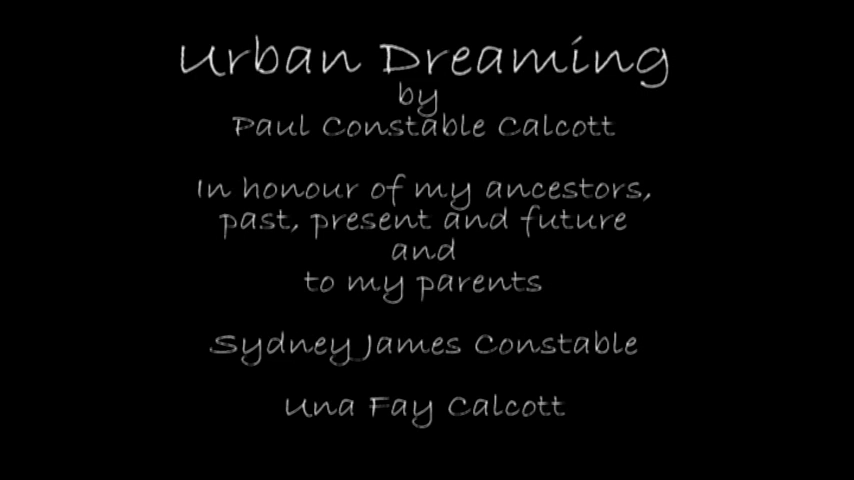 Urban Dreaming
by
Paul Constable Calcott
In honour of my ancestors,
past, present and future
and
to my parents
Sydney James Constable
Una Fay Calcott